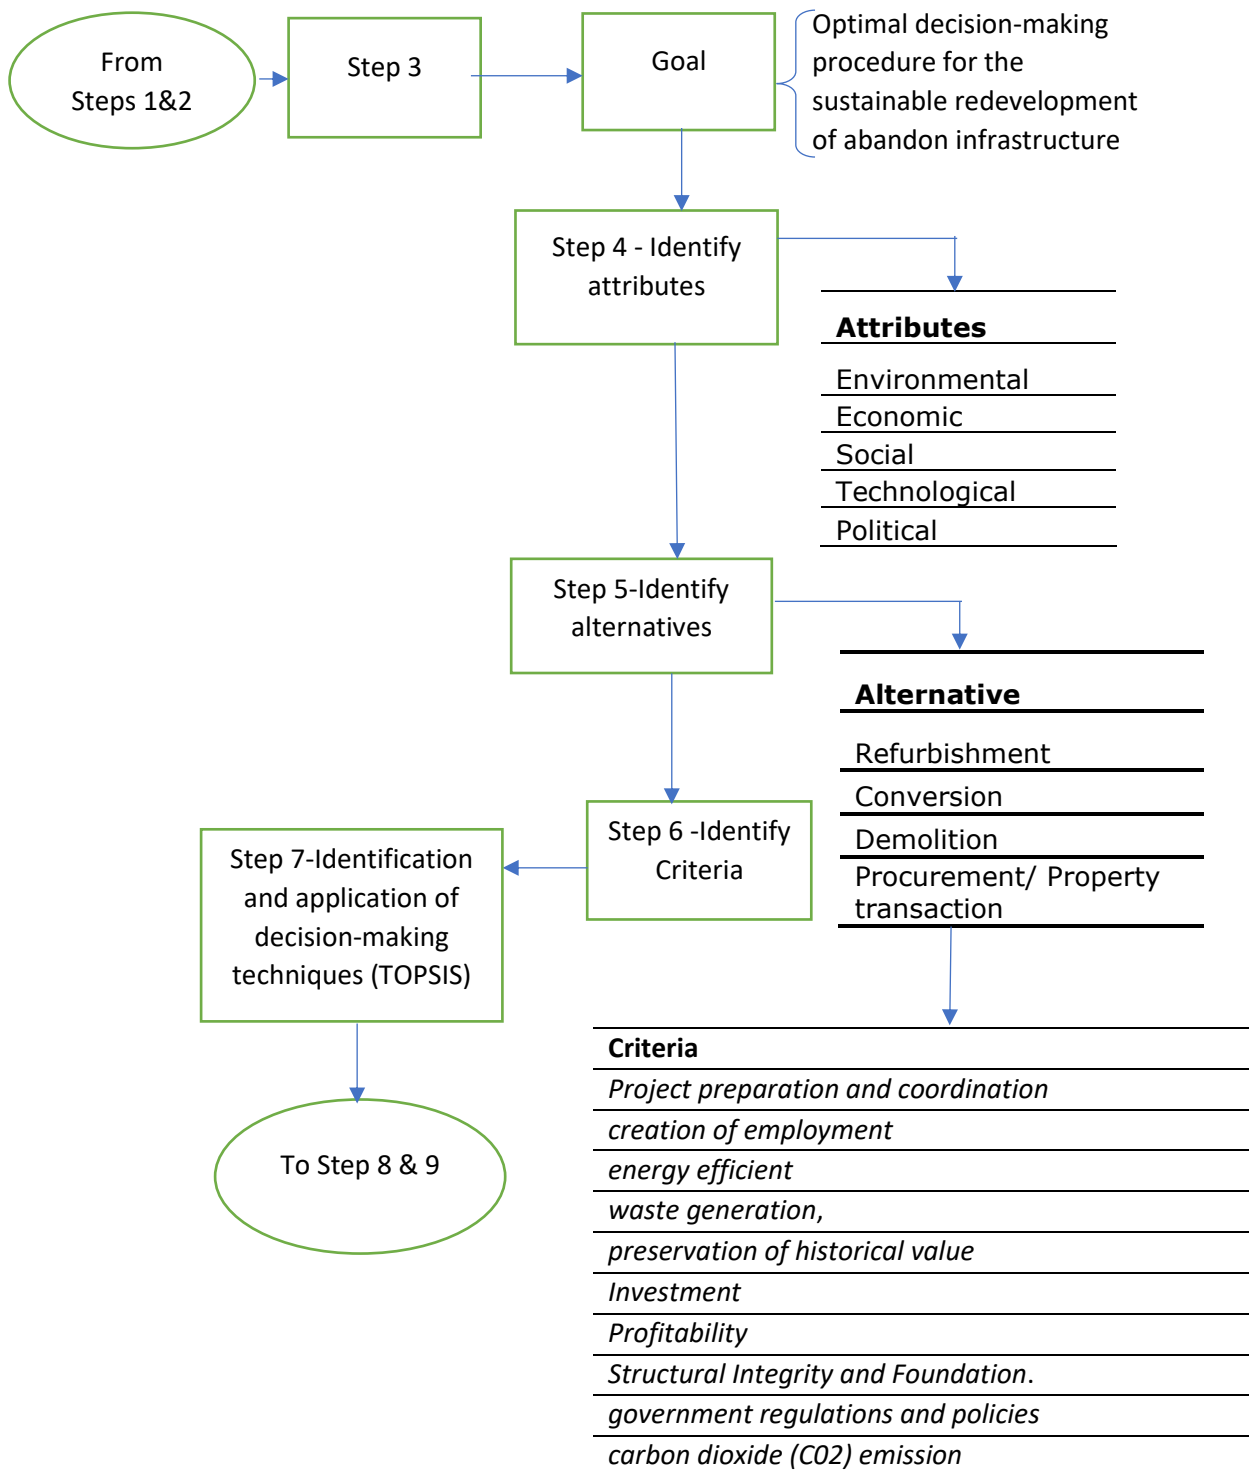 From
Steps 1&2
Step 3
Goal
Optimal decision-making
procedure for the
sustainable redevelopment
of abandon infrastructure
Step 4 - Identify
attributes
Attributes
Environmental
Economic
Social
Technological
Political
Step 5-Identify
alternatives
Alternative
Refurbishment
Conversion
Demolition
Procurement/ Property
transaction
Step 6 -Identify
Criteria
Step 7-Identification
and application of
decision-making
techniques (TOPSIS)
To Step 8 & 9
Criteria
Project preparation and coordination
creation of employment
energy efficient
waste generation,
preservation of historical value
Investment
Profitability
Structural Integrity and Foundation.
government regulations and policies
carbon dioxide (C02) emission